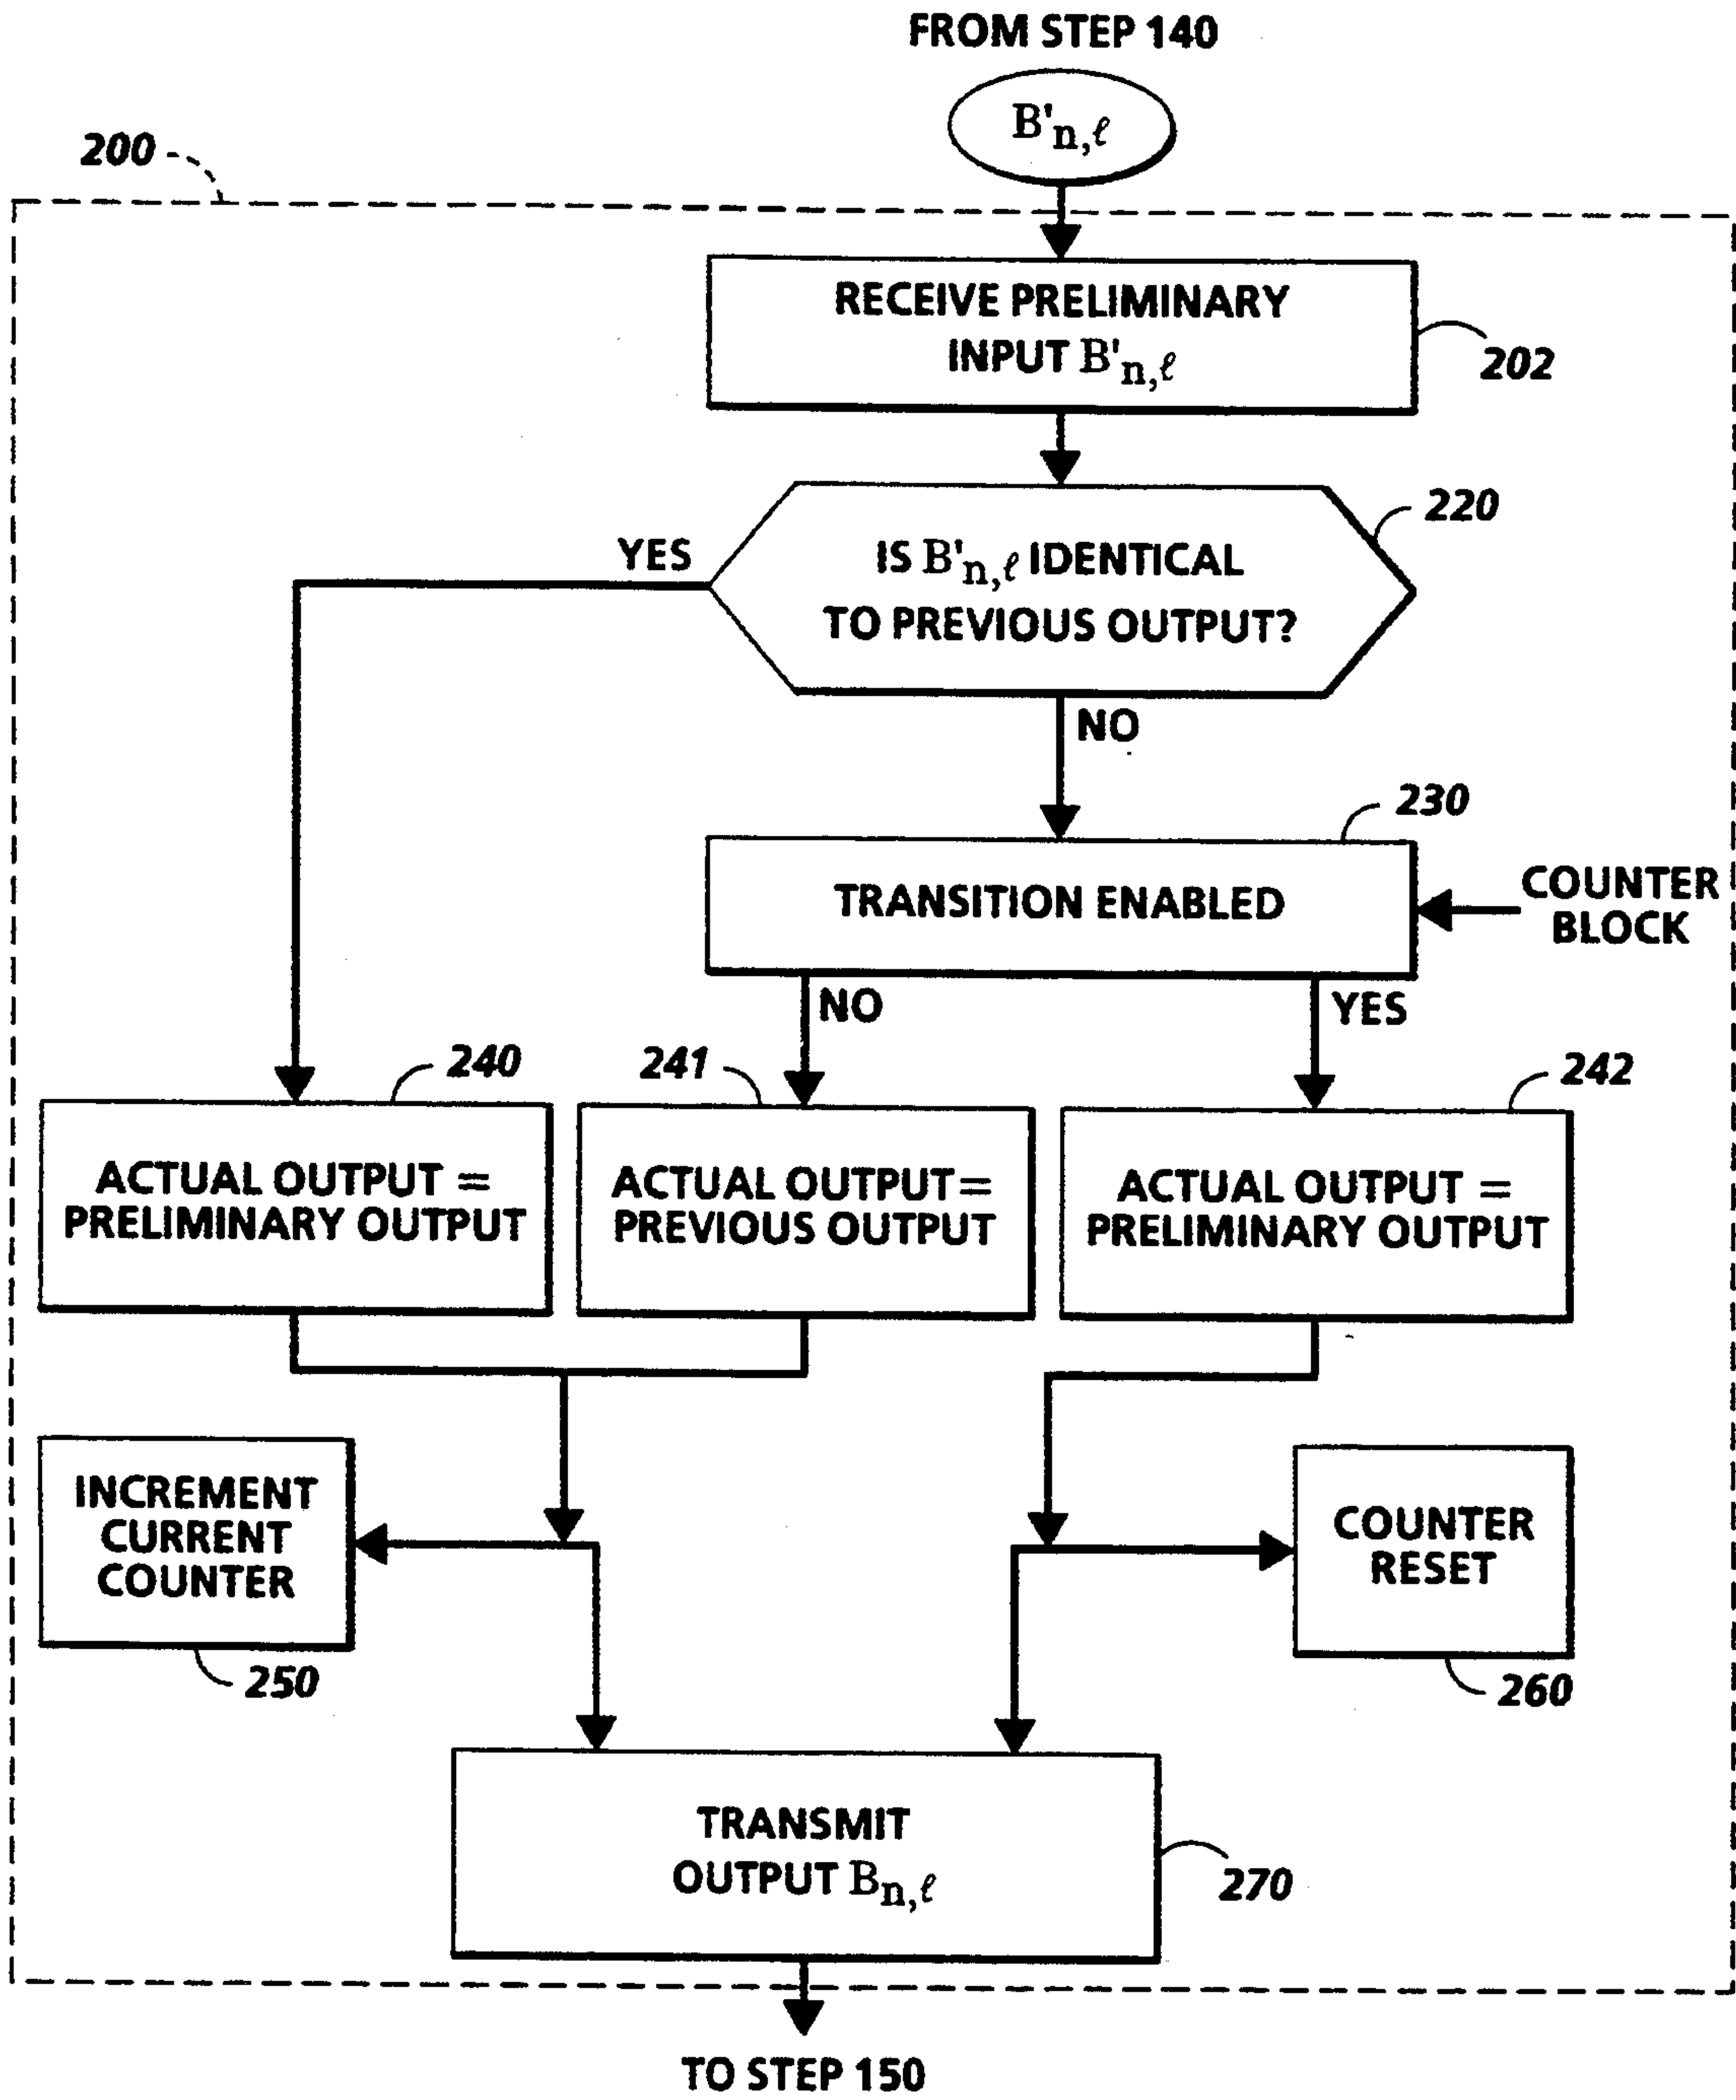 FROM STEP 140
B'n,ℓ
200
RECEIVE PRELIMINARY
INPUT B'n,ℓ
202
220
YES
IS B'n,ℓ IDENTICAL
TO PREVIOUS OUTPUT?
NO
230
TRANSITION ENABLED
COUNTER
BLOCK
NO
YES
240
241
242
ACTUAL OUTPUT =
PRELIMINARY OUTPUT
ACTUAL OUTPUT=
PREVIOUS OUTPUT
ACTUAL OUTPUT =
PRELIMINARY OUTPUT
INCREMENT
CURRENT
COUNTER
250
COUNTER
RESET
260
TRANSMIT
OUTPUT Bn,ℓ
270
TO STEP 150